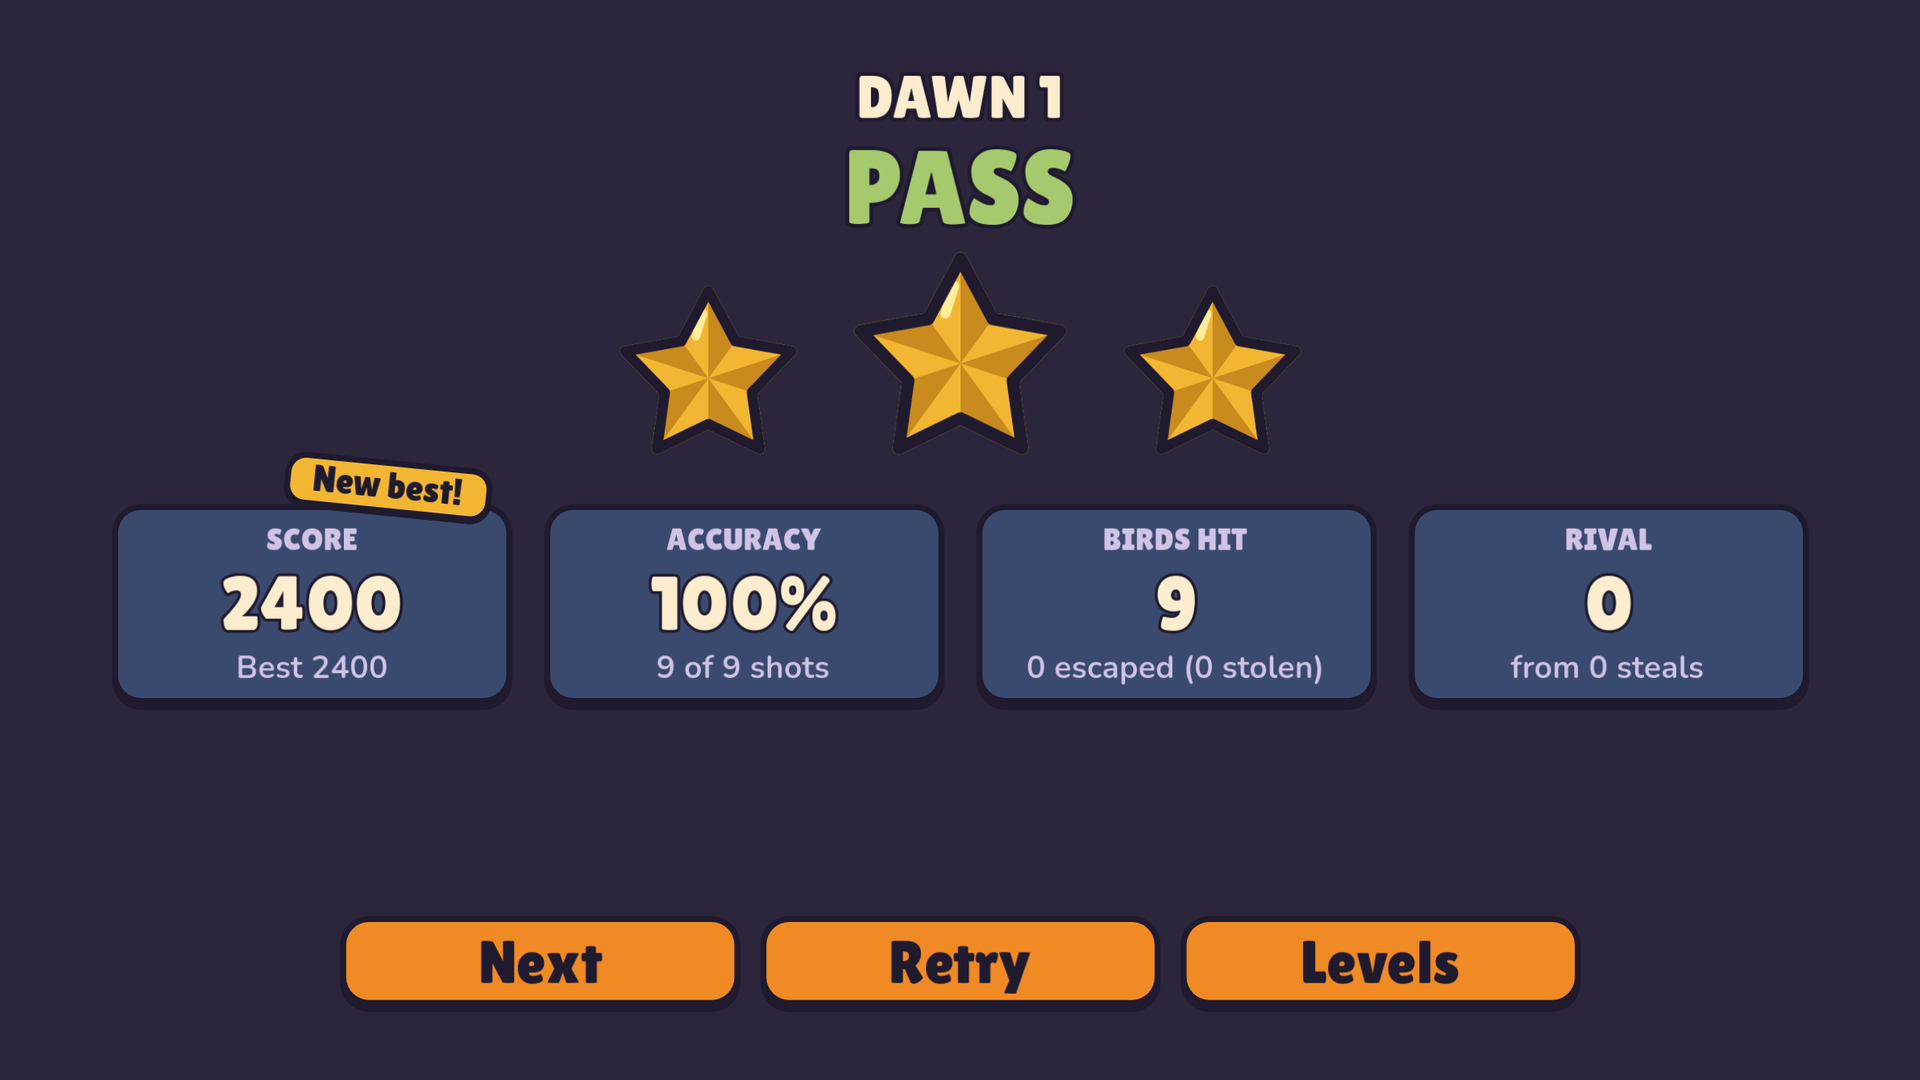 DAWN 1
PASS
New best!
SCORE
2400
Best 2400
ACCURACY
100%
9 of 9 shots
BIRDS HIT
9
0 escaped (0 stolen)
RIVAL
0
from 0 steals
Next
Retry
Levels